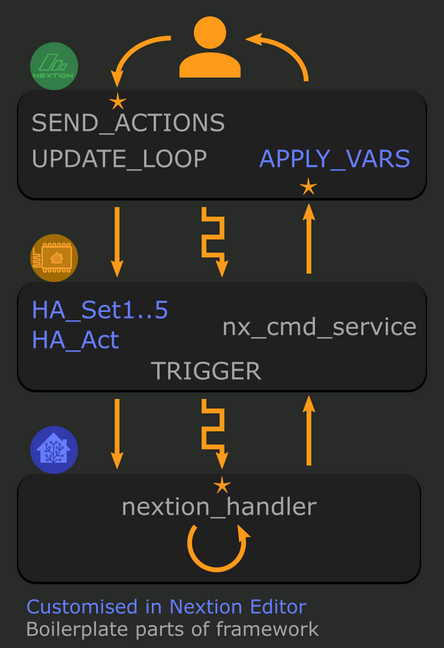 NEXTION
SEND_ACTIONS
UPDATE_LOOP
APPLY_VARS
HA_Set1..5
HA_Act
nx_cmd_service
TRIGGER
nextion_handler
Customised in Nextion Editor
Boilerplate parts of framework